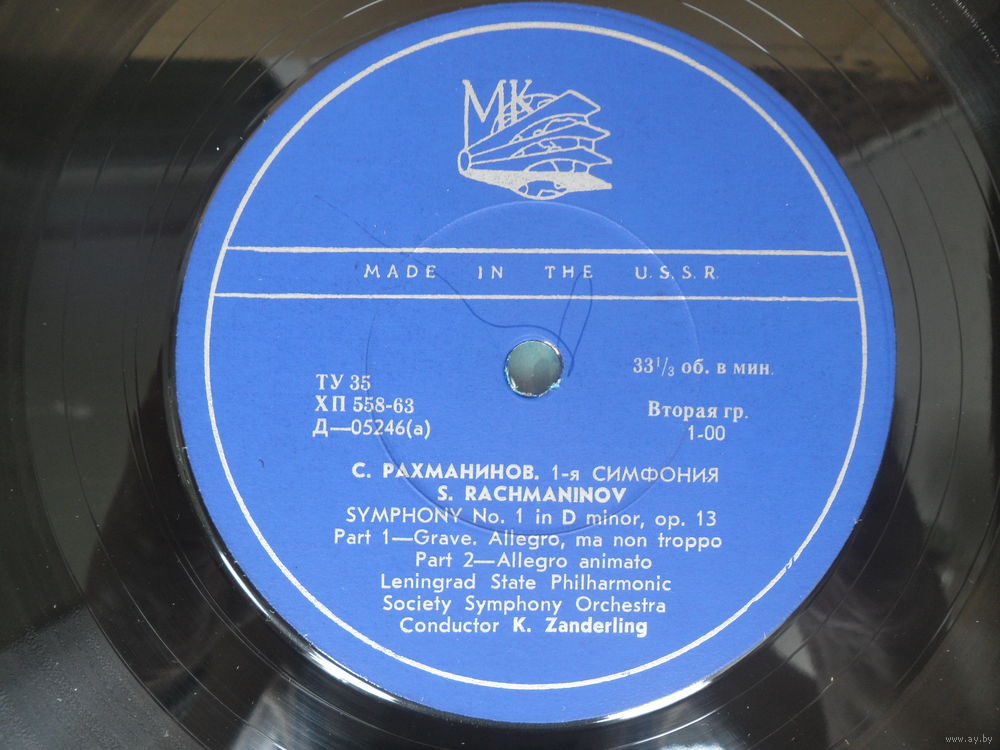 МК
MADE IN THE U.S.S.R.
33 1/3 об. в мин.
ТУ 35
ХП 558-63
Д—05246(а)
Вторая гр.
1-00
С. РАХМАНИНОВ. 1-я СИМФОНИЯ
S. RACHMANINOV
SYMPHONY No. 1 in D minor, op. 13
Part 1—Grave. Allegro, ma non troppo
Part 2—Allegro animato
Leningrad State Philharmonic
Society Symphony Orchestra
Conductor K. Zanderling
www.ay.by